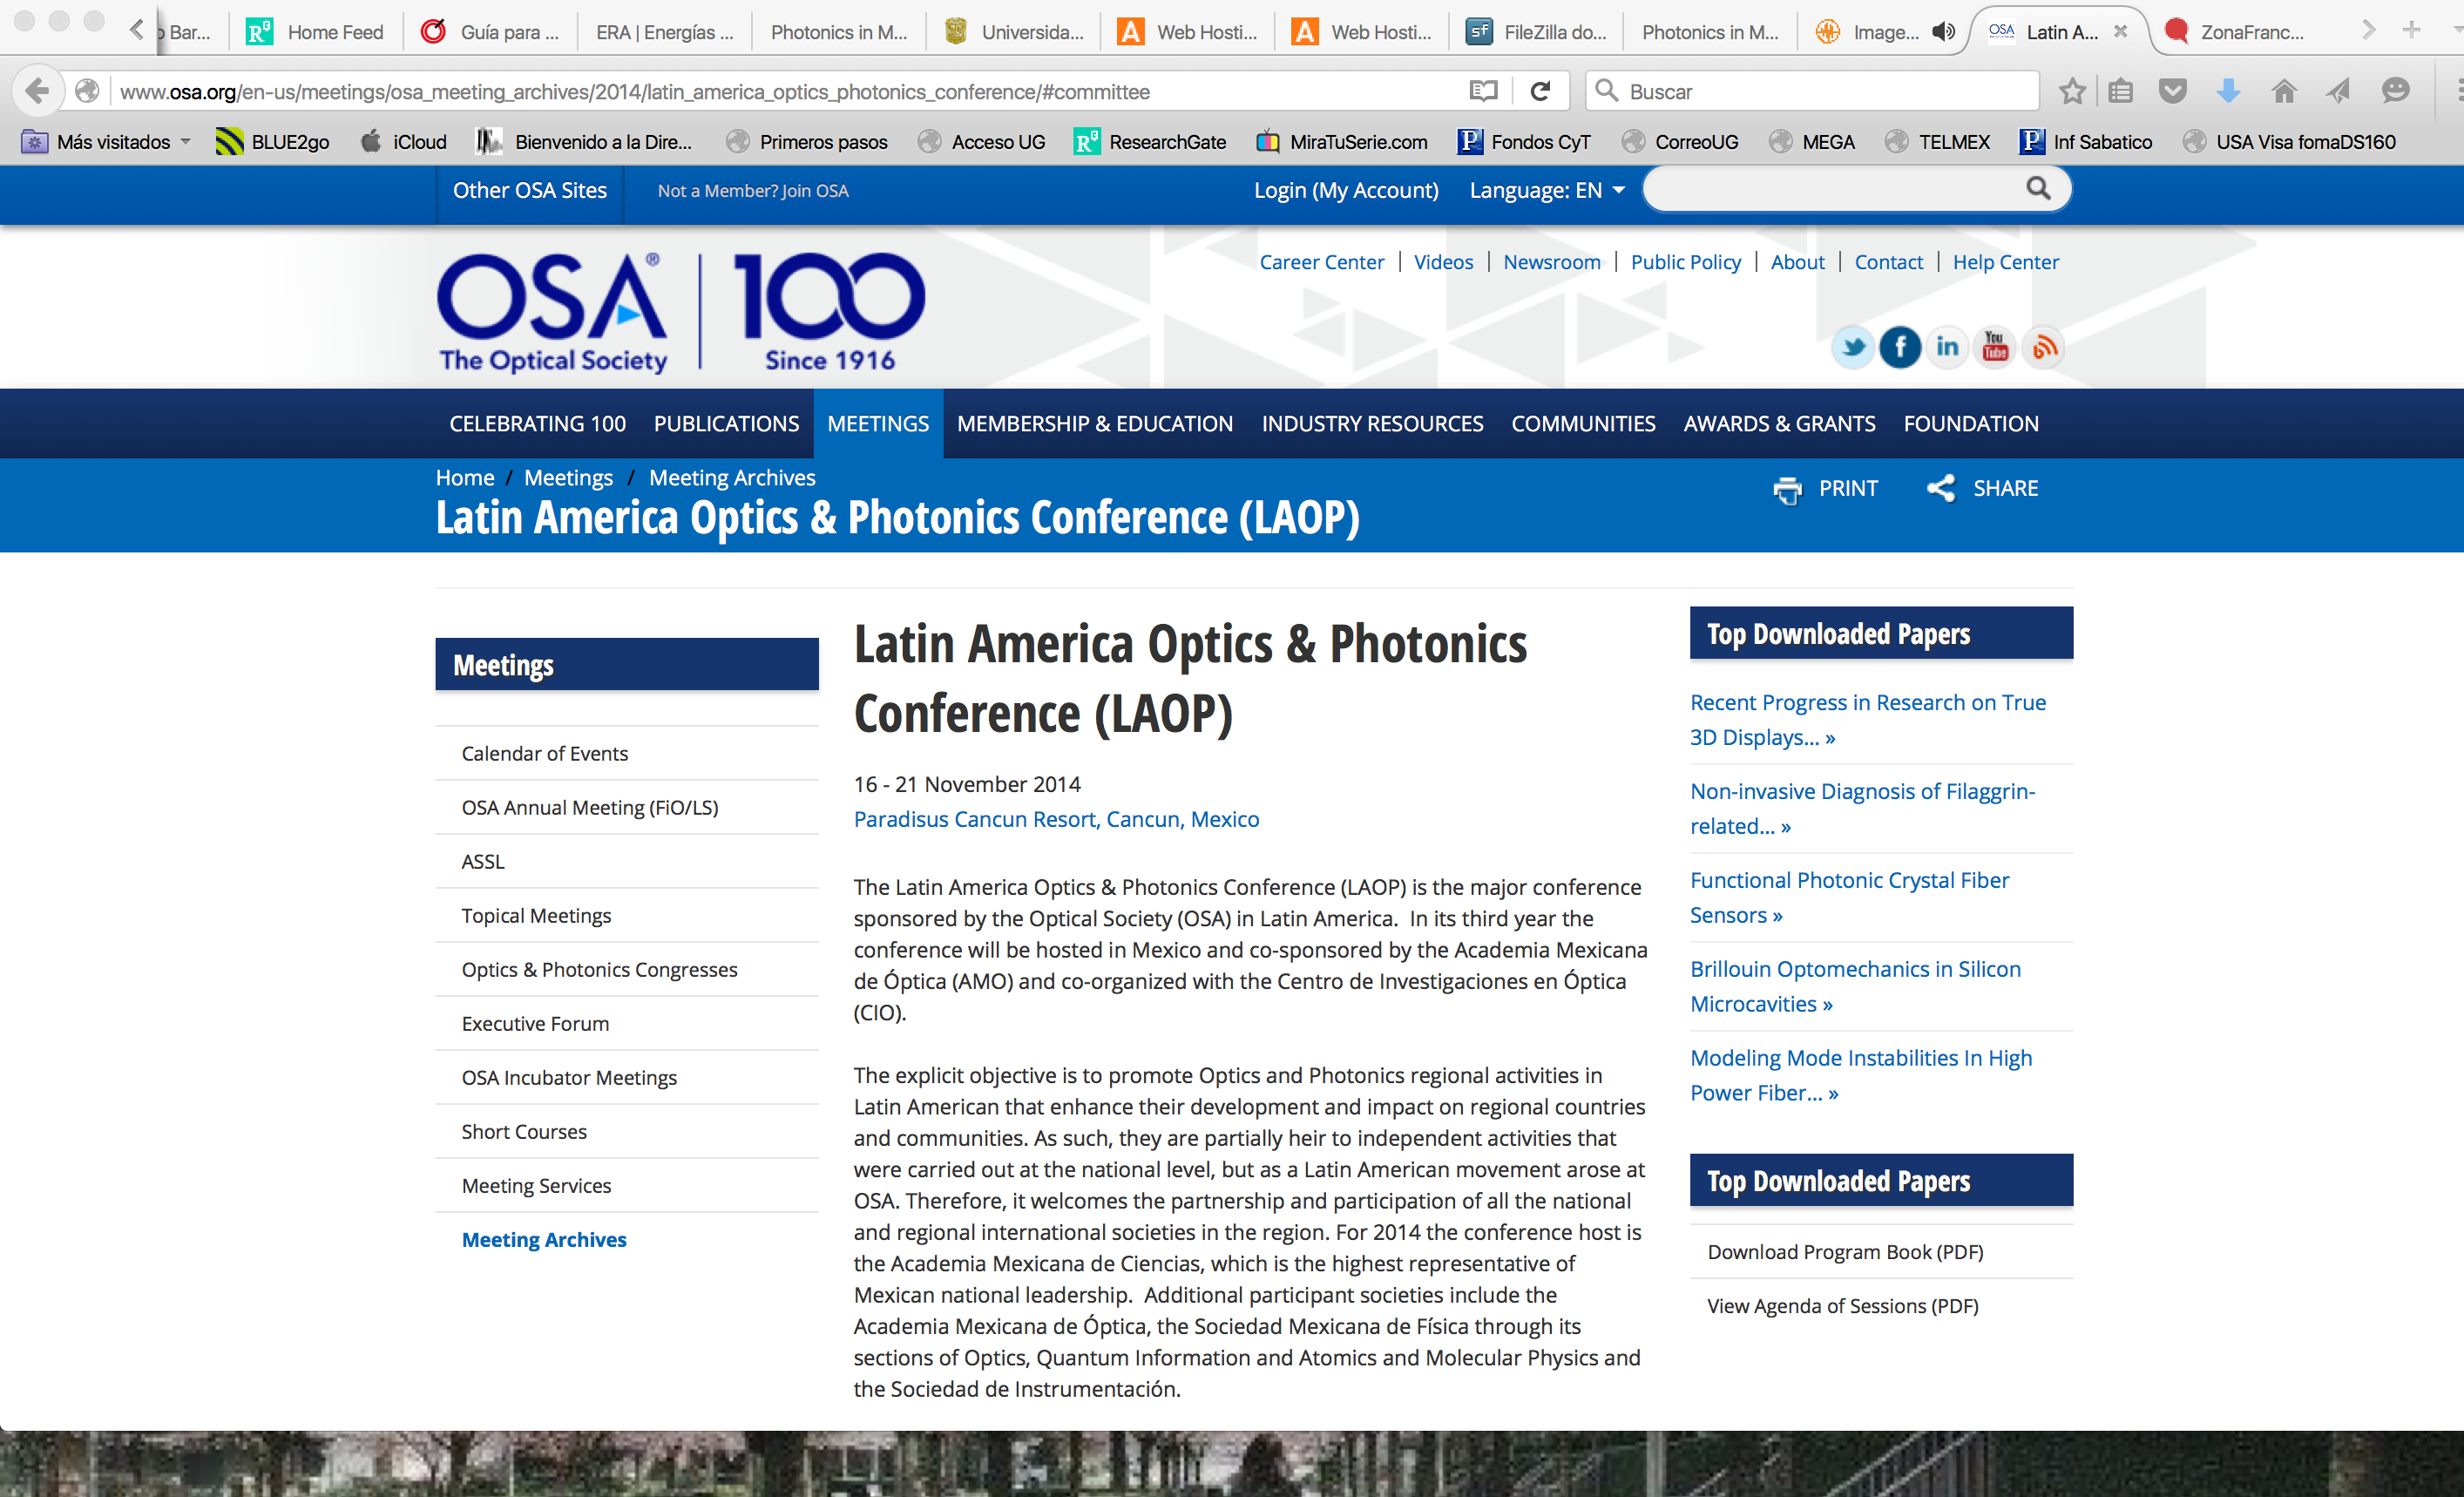 Bar...
Home Feed
Guía para ...
ERA | Energías ...
Photonics in M...
Universida...
Web Hosti...
Web Hosti...
FileZilla do...
Photonics in M...
Image...
Latin A...
ZonaFranc...
www.osa.org/en-us/meetings/osa_meeting_archives/2014/latin_america_optics_photonics_conference/#committee
Buscar
Más visitados
BLUE2go
iCloud
Bienvenido a la Dire...
Primeros pasos
Acceso UG
ResearchGate
MiraTuSerie.com
Fondos CyT
CorreoUG
MEGA
TELMEX
Inf Sabatico
USA Visa fomaDS160
Other OSA Sites
Not a Member? Join OSA
Login (My Account)
Language: EN
OSA®
The Optical Society
100
Since 1916
Career Center | Videos | Newsroom | Public Policy | About | Contact | Help Center
CELEBRATING 100
PUBLICATIONS
MEETINGS
MEMBERSHIP & EDUCATION
INDUSTRY RESOURCES
COMMUNITIES
AWARDS & GRANTS
FOUNDATION
Home / Meetings / Meeting Archives
PRINT
SHARE
Latin America Optics & Photonics Conference (LAOP)
Meetings
Calendar of Events
OSA Annual Meeting (FiO/LS)
ASSL
Topical Meetings
Optics & Photonics Congresses
Executive Forum
OSA Incubator Meetings
Short Courses
Meeting Services
Meeting Archives
Latin America Optics & Photonics
Conference (LAOP)
16 - 21 November 2014
Paradisus Cancun Resort, Cancun, Mexico
The Latin America Optics & Photonics Conference (LAOP) is the major conference
sponsored by the Optical Society (OSA) in Latin America. In its third year the
conference will be hosted in Mexico and co-sponsored by the Academia Mexicana
de Óptica (AMO) and co-organized with the Centro de Investigaciones en Óptica
(CIO).
The explicit objective is to promote Optics and Photonics regional activities in
Latin American that enhance their development and impact on regional countries
and communities. As such, they are partially heir to independent activities that
were carried out at the national level, but as a Latin American movement arose at
OSA. Therefore, it welcomes the partnership and participation of all the national
and regional international societies in the region. For 2014 the conference host is
the Academia Mexicana de Ciencias, which is the highest representative of
Mexican national leadership. Additional participant societies include the
Academia Mexicana de Óptica, the Sociedad Mexicana de Física through its
sections of Optics, Quantum Information and Atomics and Molecular Physics and
the Sociedad de Instrumentación.
Top Downloaded Papers
Recent Progress in Research on True
3D Displays... »
Non-invasive Diagnosis of Filaggrin-
related... »
Functional Photonic Crystal Fiber
Sensors »
Brillouin Optomechanics in Silicon
Microcavities »
Modeling Mode Instabilities In High
Power Fiber... »
Top Downloaded Papers
Download Program Book (PDF)
View Agenda of Sessions (PDF)